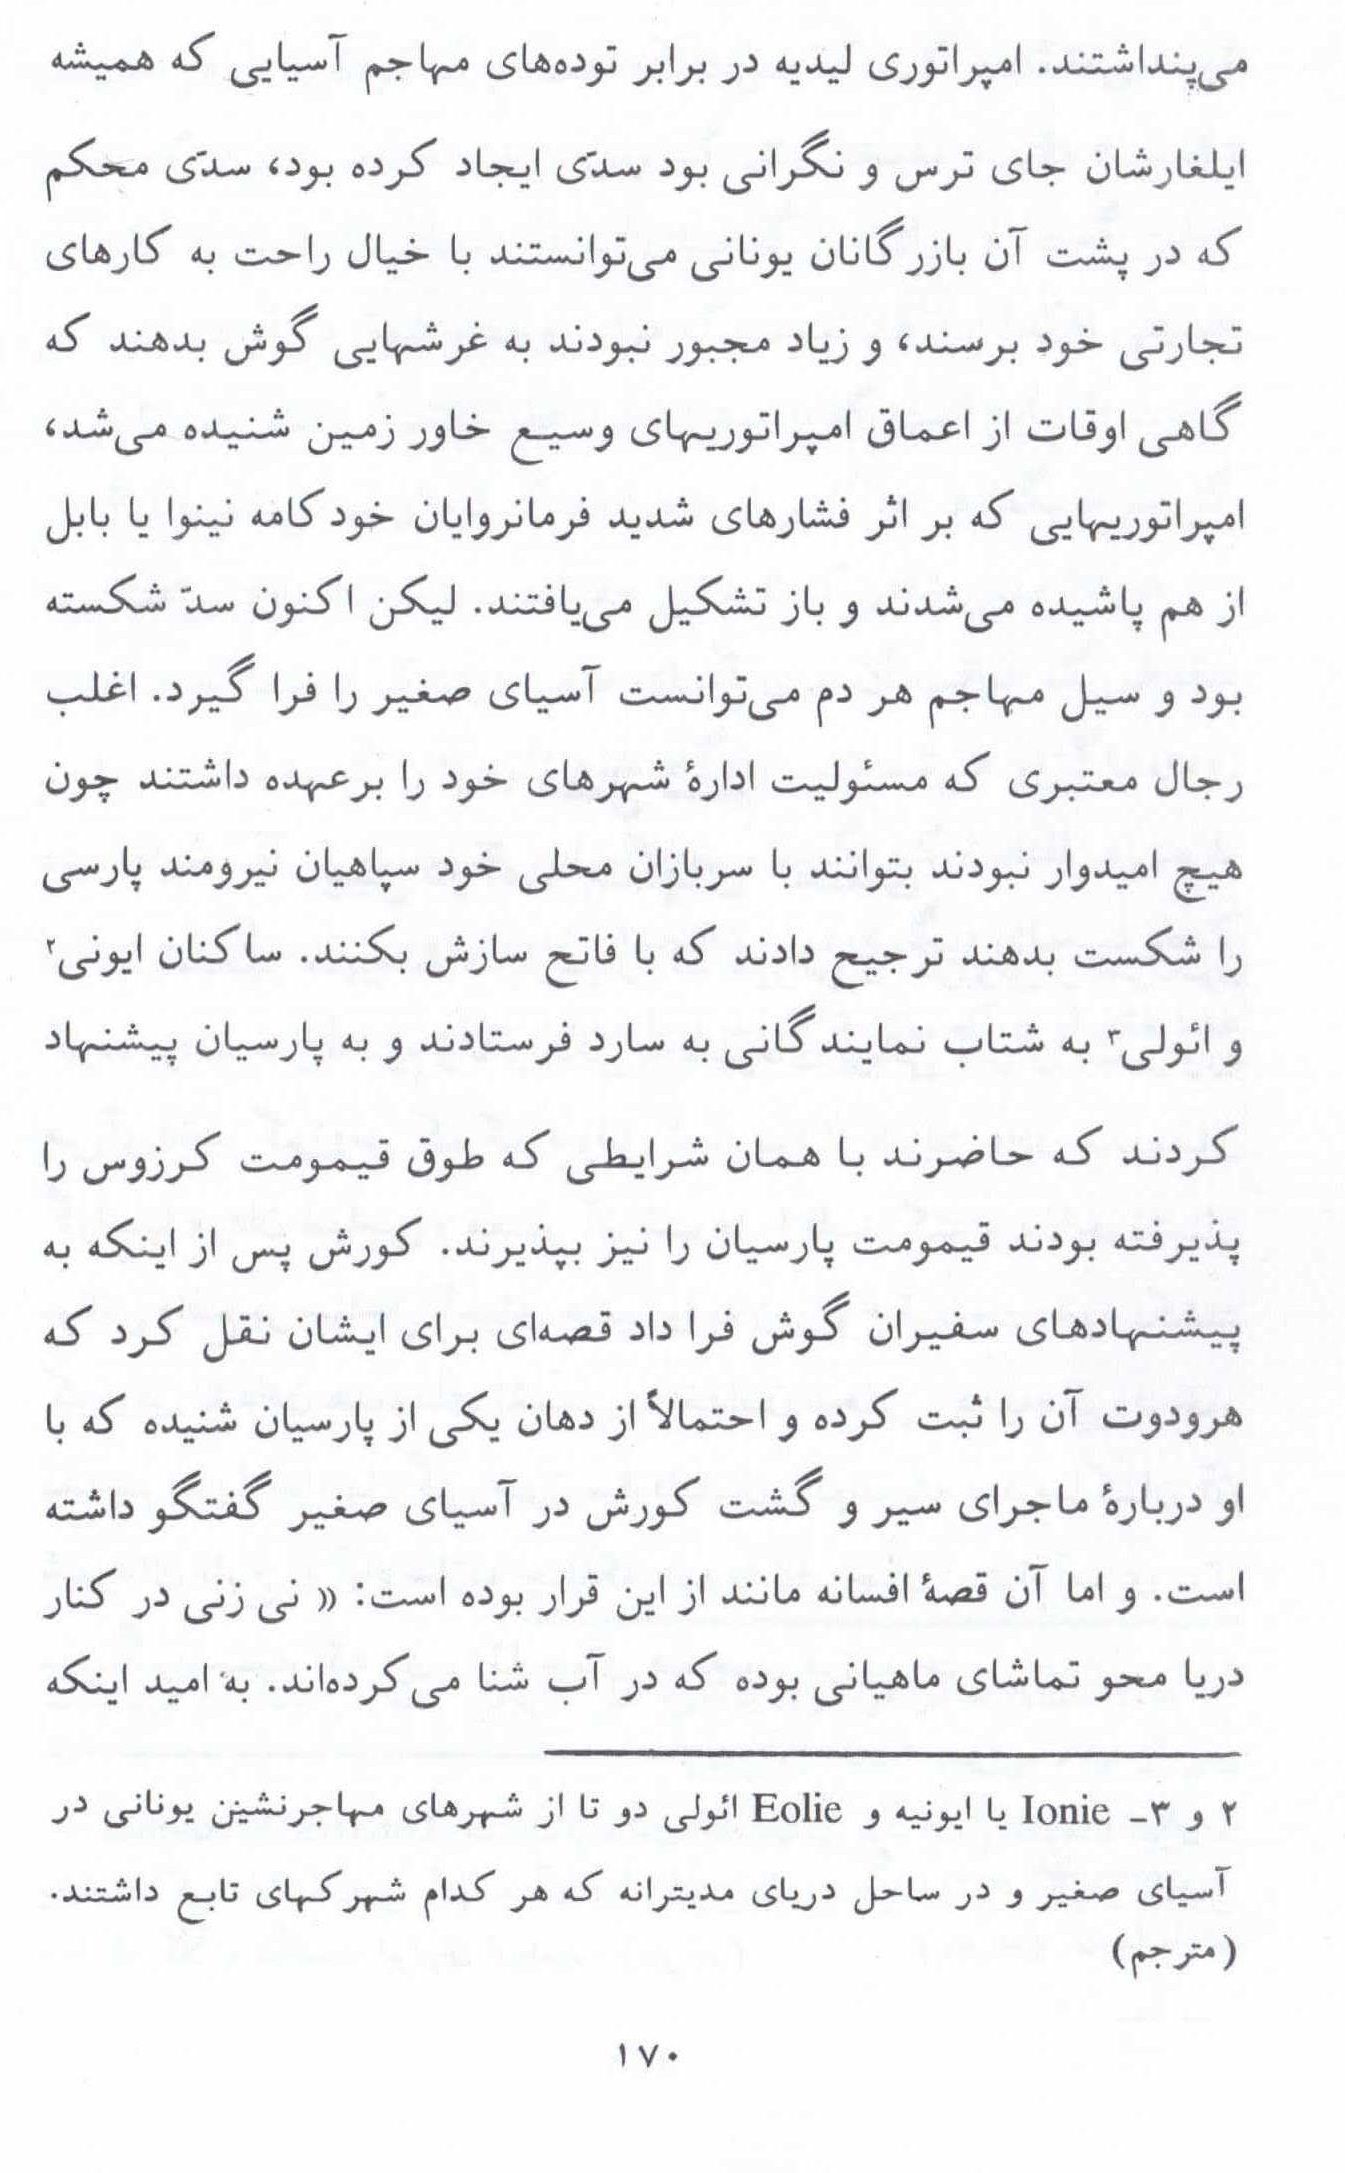 می‌پنداشتند. امپراتوری لیدیه در برابر توده‌های مهاجم آسیایی که همیشه
ایلغارشان جای ترس و نگرانی بود سدّی ایجاد کرده بود، سدّی محکم
که در پشت آن بازرگانان یونانی می‌توانستند با خیال راحت به کارهای
تجارتی خود برسند، و زیاد مجبور نبودند به غرشهایی گوش بدهند که
گاهی اوقات از اعماق امپراتوریهای وسیع خاور زمین شنیده می‌شد،
امپراتوریهایی که بر اثر فشارهای شدید فرمانروایان خودکامه نینوا یا بابل
از هم پاشیده می‌شدند و باز تشکیل می‌یافتند. لیکن اکنون سدّ شکسته
بود و سیل مهاجم هر دم می‌توانست آسیای صغیر را فرا گیرد. اغلب
رجال معتبری که مسئولیت ادارهٔ شهرهای خود را برعهده داشتند چون
هیچ امیدوار نبودند بتوانند با سربازان محلی خود سپاهیان نیرومند پارسی
را شکست بدهند ترجیح دادند که با فاتح سازش بکنند. ساکنان ایونی۲
و ائولی۳ به شتاب نمایندگانی به سارد فرستادند و به پارسیان پیشنهاد
کردند که حاضرند با همان شرایطی که طوق قیمومت کرزوس را
پذیرفته بودند قیمومت پارسیان را نیز بپذیرند. کورش پس از اینکه به
پیشنهادهای سفیران گوش فرا داد قصه‌ای برای ایشان نقل کرد که
هرودوت آن را ثبت کرده و احتمالاً از دهان یکی از پارسیان شنیده که با
او دربارهٔ ماجرای سیر و گشت کورش در آسیای صغیر گفتگو داشته
است. و اما آن قصهٔ افسانه مانند از این قرار بوده است: « نی زنی در کنار
دریا محو تماشای ماهیانی بوده که در آب شنا می‌کرده‌اند. به امید اینکه
۲ و ۳- Ionie یا ایونیه و Eolie ائولی دو تا از شهرهای مهاجرنشین یونانی در
آسیای صغیر و در ساحل دریای مدیترانه که هر کدام شهرکهای تابع داشتند.
(مترجم)
۱۷۰